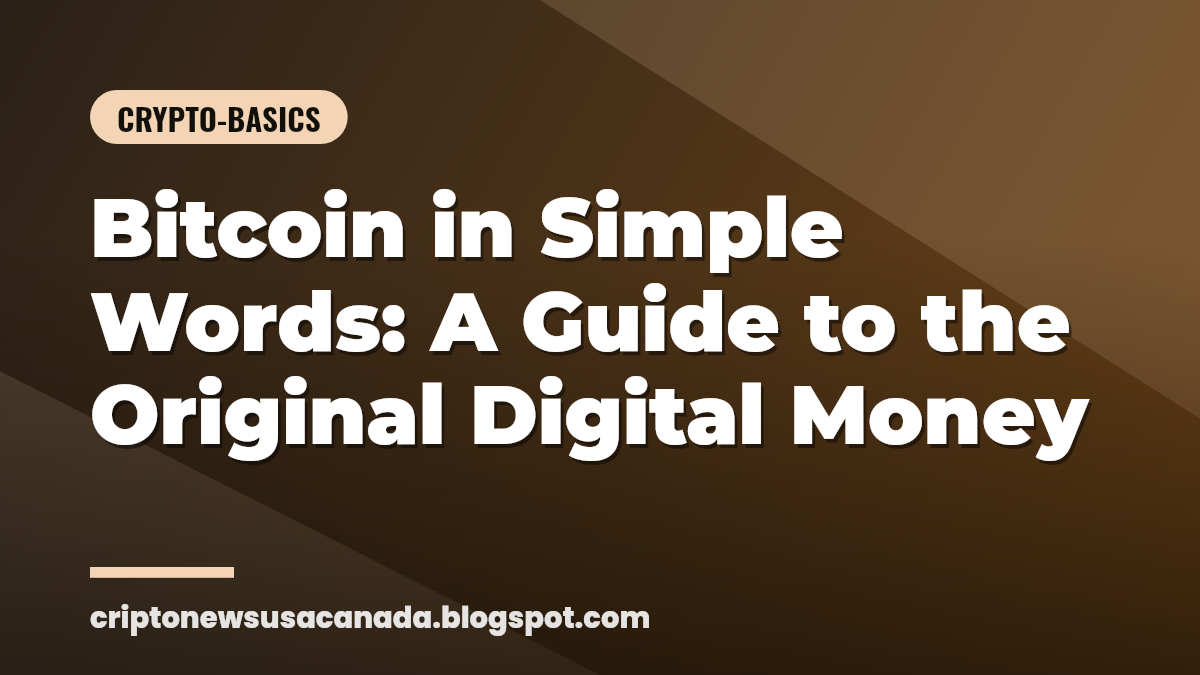 CRYPTO-BASICS
Bitcoin in Simple
Words: A Guide to the
Original Digital Money
criptonewsusacanada.blogspot.com